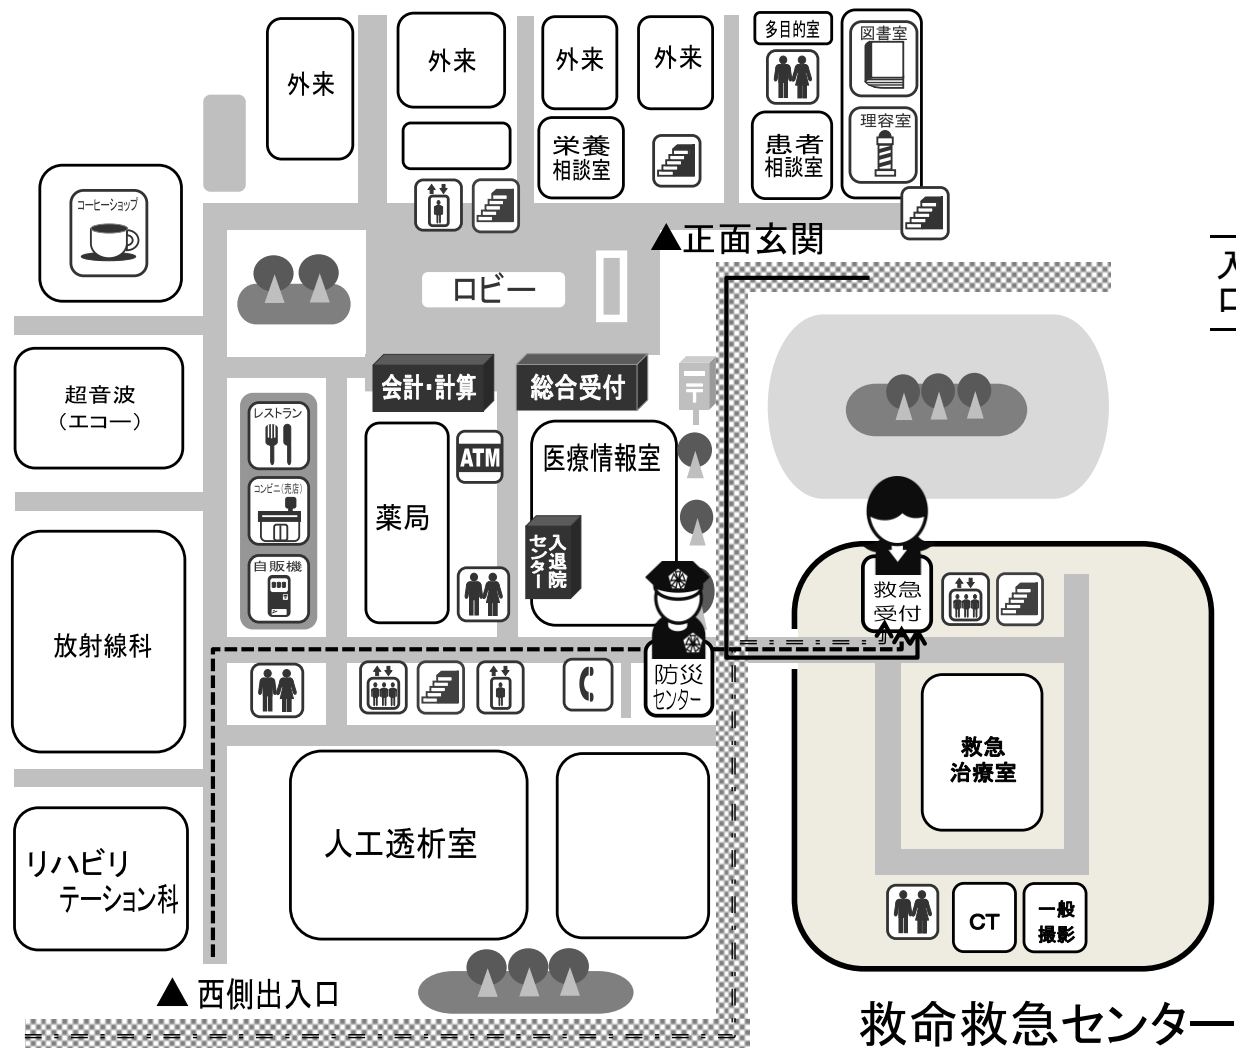 外来
外来
外来
外来
多目的室
図書室
栄養
相談室
患者
相談室
理容室
コーヒーショップ
▲正面玄関
入
口
ロビー
超音波
(エコー)
会計・計算
総合受付
〒
レストラン
ATM
医療情報室
コンビニ(売店)
薬局
入退院
センター
自販機
救急
受付
放射線科
防災
センター
救急
治療室
人工透析室
リハビリ
テーション科
CT
一般
撮影
▲ 西側出入口
救命救急センター